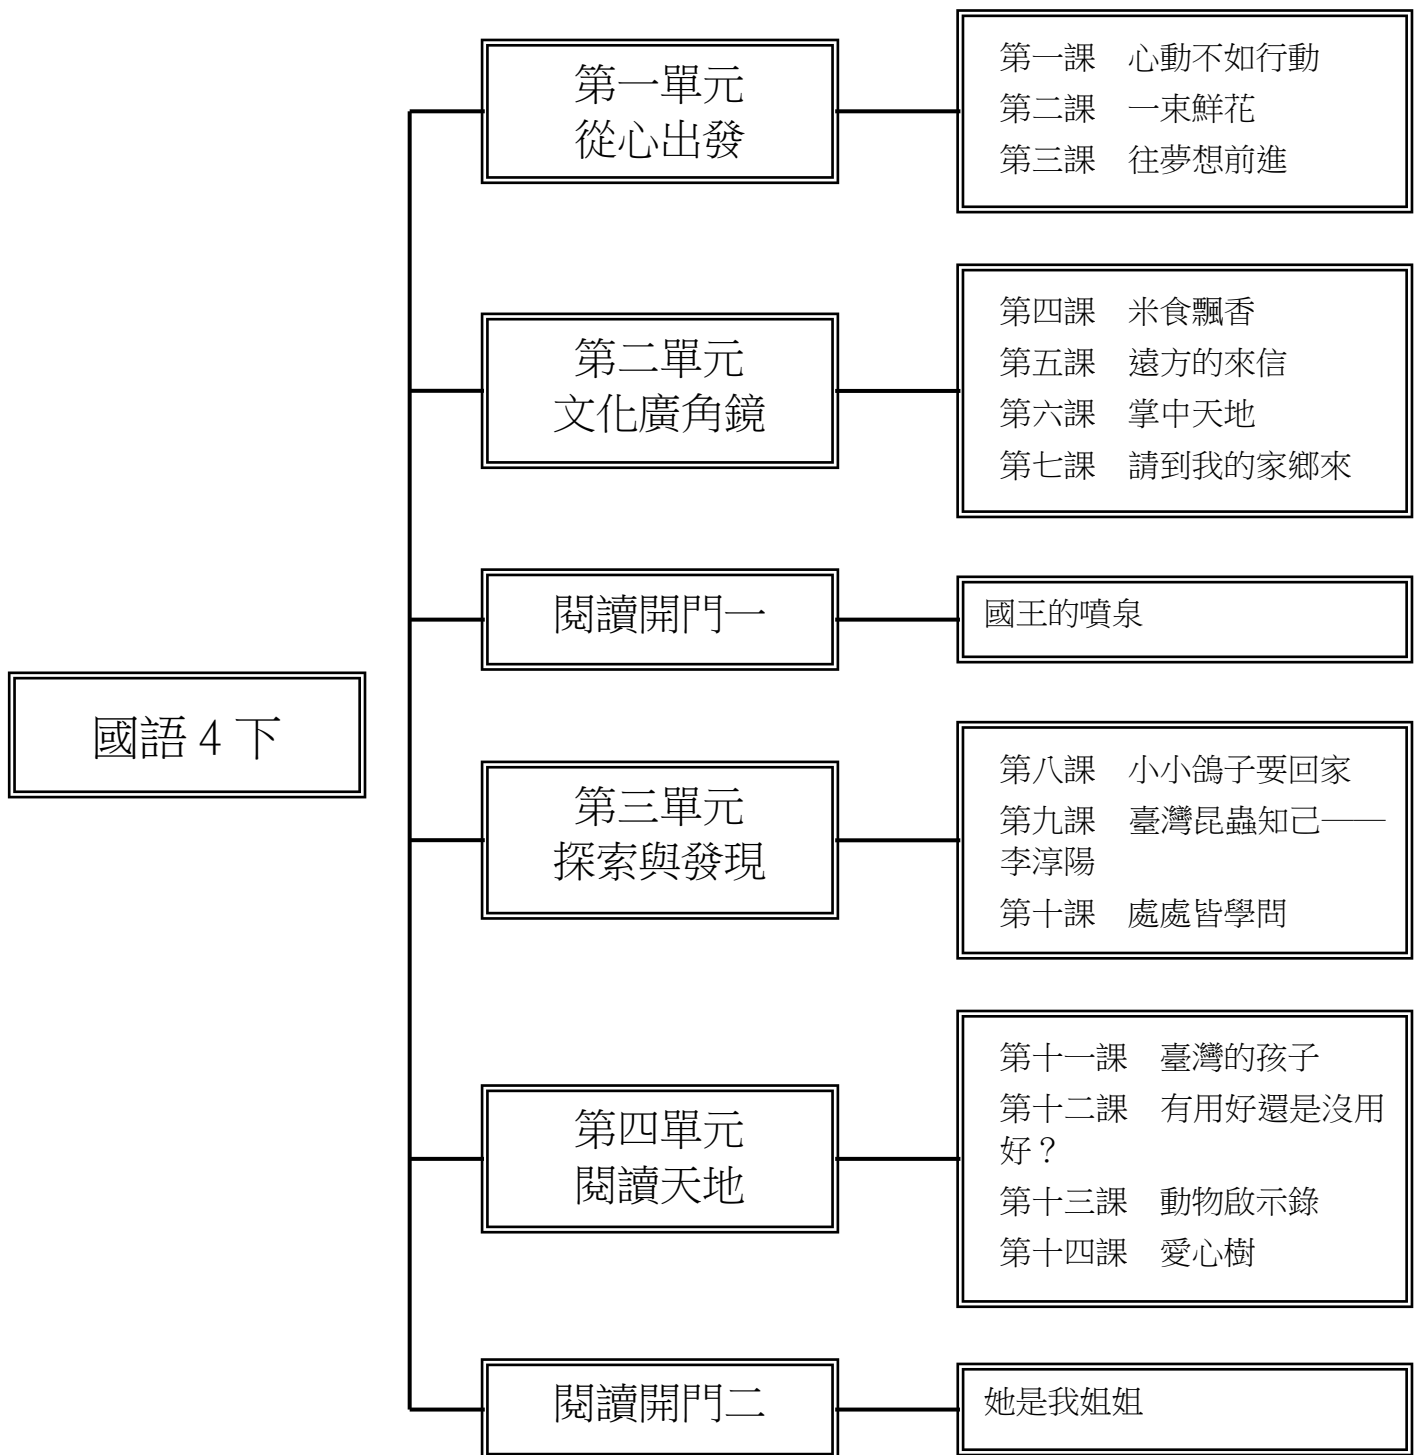 國語4下
第一單元
從心出發
第一課　心動不如行動
第二課　一束鮮花
第三課　往夢想前進
第二單元
文化廣角鏡
第四課　米食飄香
第五課　遠方的來信
第六課　掌中天地
第七課　請到我的家鄉來
閱讀開門一
國王的噴泉
第三單元
探索與發現
第八課　小小鴿子要回家
第九課　臺灣昆蟲知己——
李淳陽
第十課　處處皆學問
第四單元
閱讀天地
第十一課　臺灣的孩子
第十二課　有用好還是沒用
好？
第十三課　動物啟示錄
第十四課　愛心樹
閱讀開門二
她是我姐姐